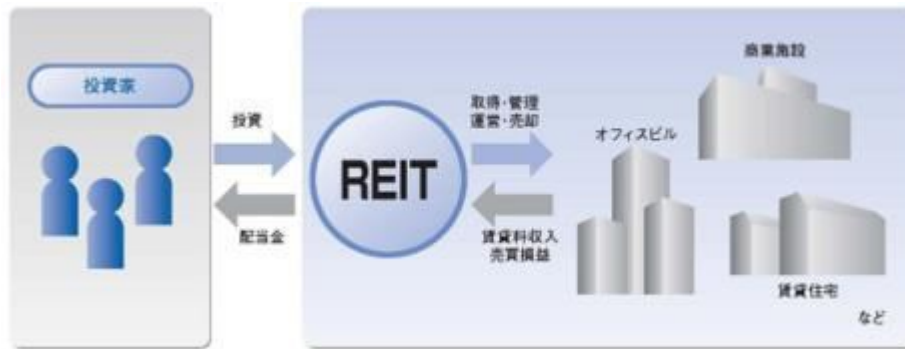 投資家
投資
配当金
REIT
取得・管理
運営・売却
賃貸料収入
売買損益
商業施設
オフィスビル
賃貸住宅
など